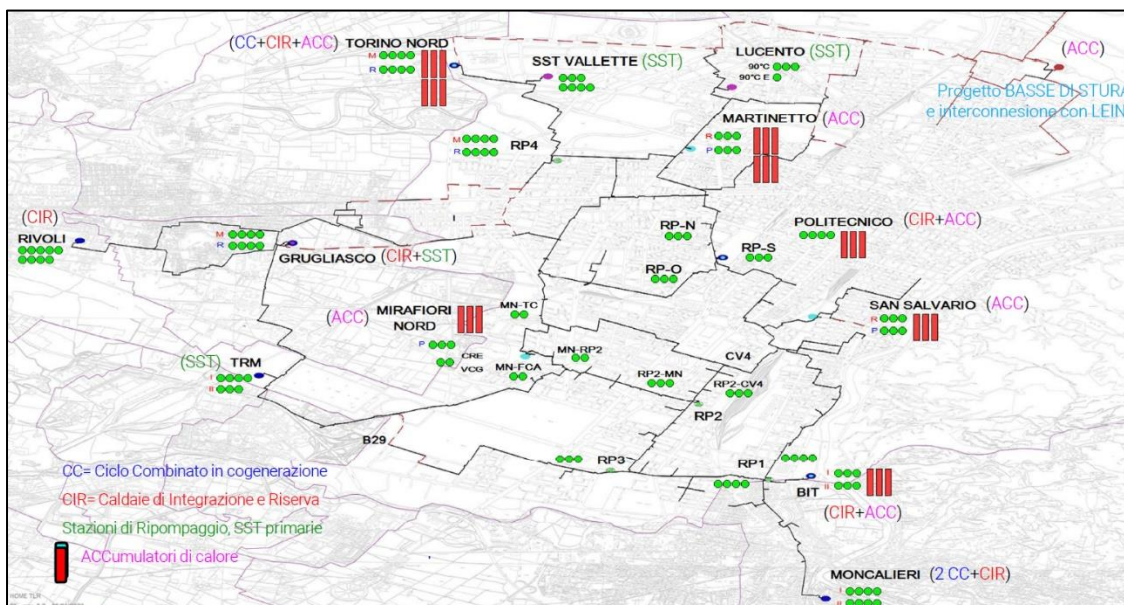 (CC+CIR+ACC)
TORINO NORD
M
R
SST VALLETTE (SST)
LUCENTO (SST)
90°C
90°C E
(ACC)
Progetto BASSE DI STURA
e interconnesione con LEINI
MARTINETTO (ACC)
R
P
M
R
RP4
(CIR)
RIVOLI
M
R
GRUGLIASCO (CIR+SST)
RP-N
RP-S
RP-O
POLITECNICO (CIR+ACC)
(ACC)
MIRAFIORI
NORD
P
CRE
VCG
MN-TC
MN-RP2
MN-FCA
SAN SALVARIO (ACC)
R
P
(SST) TRM
I
II
CV4
RP2-MN
RP2-CV4
RP2
B29
RP3
RP1
BIT
I
II
(CIR+ACC)
CC= Ciclo Combinato in cogenerazione
CIR= Caldaie di Integrazione e Riserva
Stazioni di Ripompaggio, SST primarie
ACCumulatori di calore
MONCALIERI (2 CC+CIR)
I
II